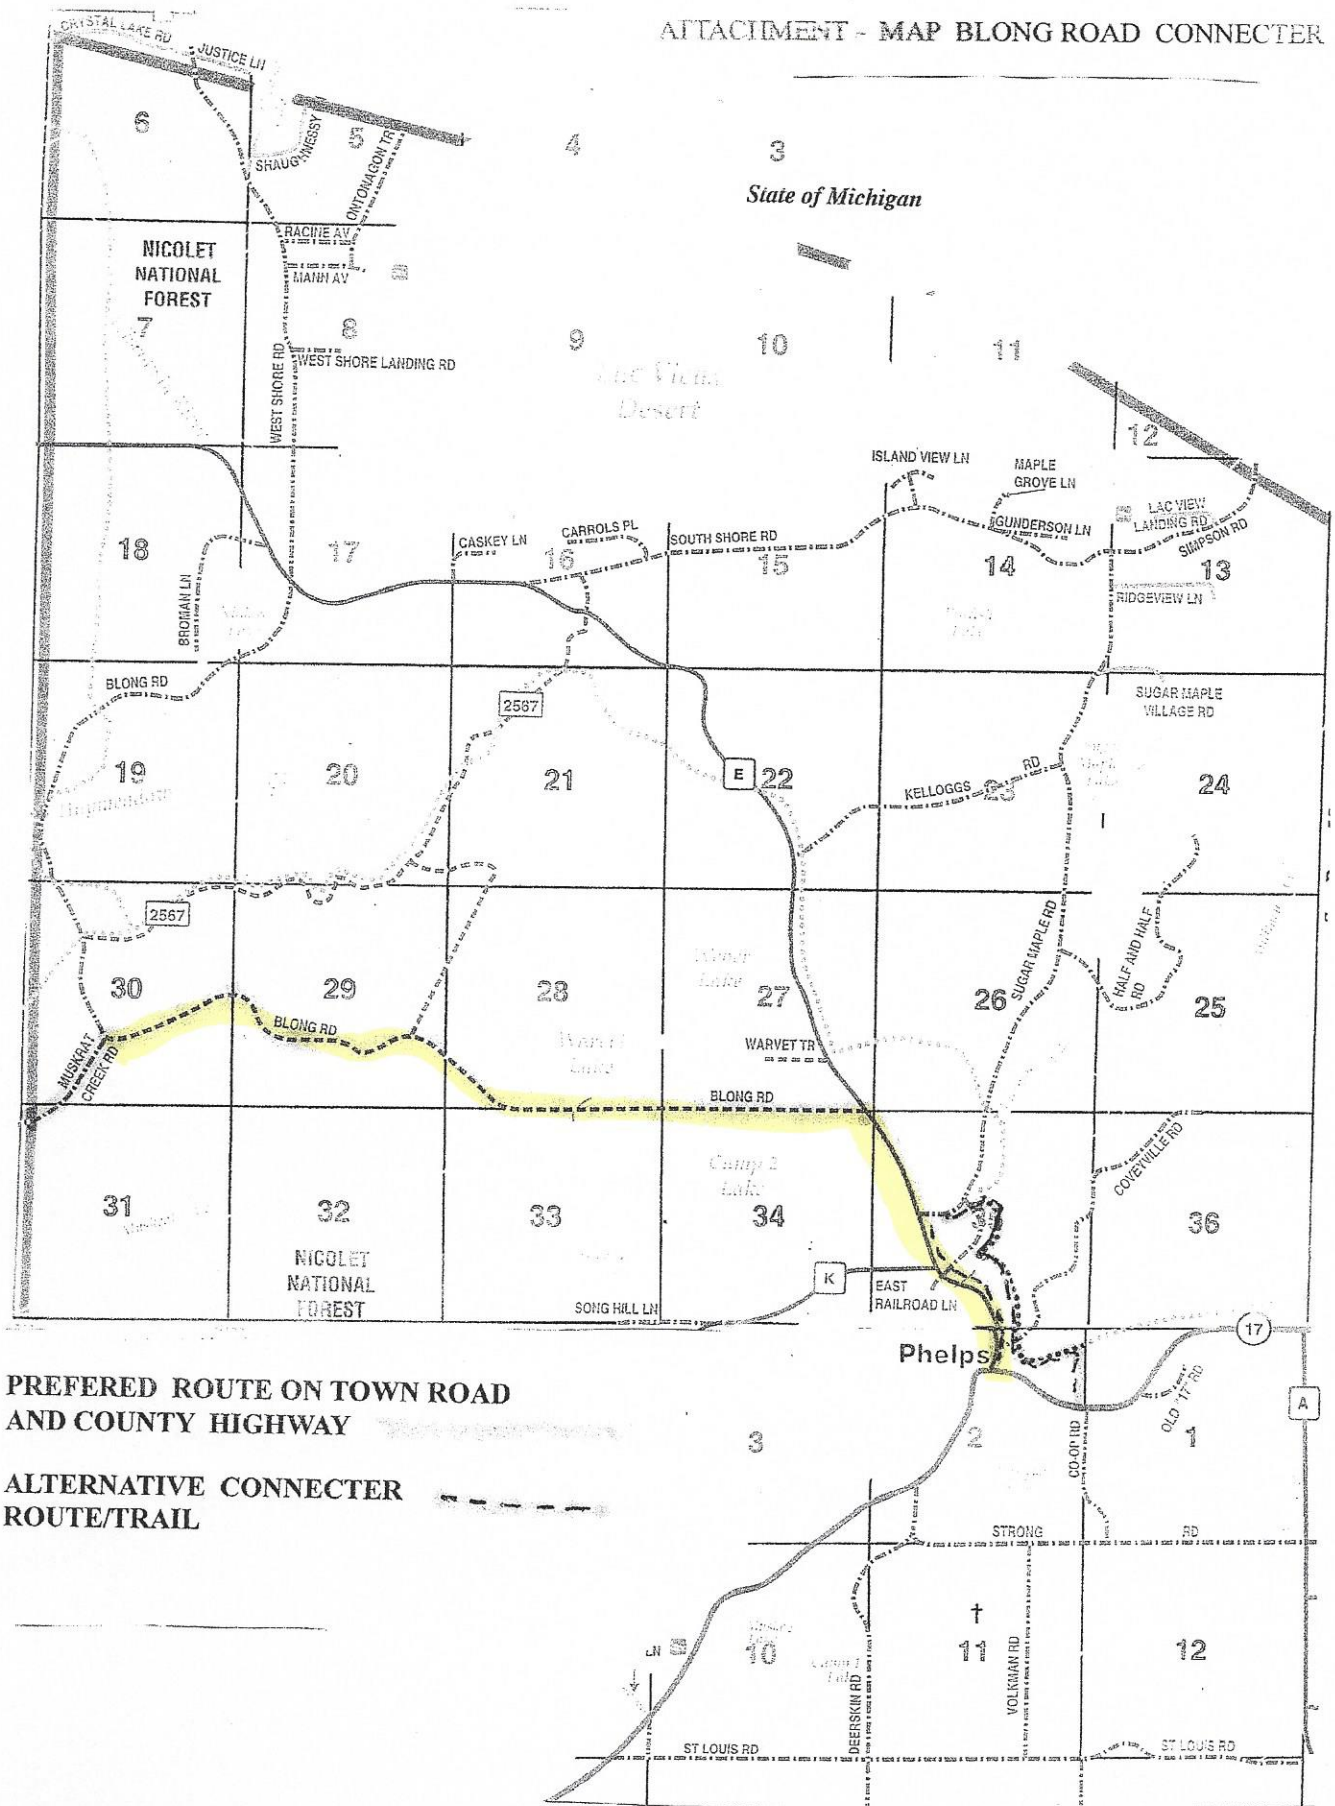 ATTACHMENT - MAP BLONG ROAD CONNECTER
CRYSTAL LAKE RD
JUSTICE LN
6
SHAUGHNESSY
5
ONTONAGON TR
4
3
State of Michigan
RACINE AV
NICOLET
NATIONAL
FOREST
MANN AV
7
8
WEST SHORE LANDING RD
WEST SHORE RD
9
10
11
Desert
12
ISLAND VIEW LN
MAPLE
GROVE LN
LAC VIEW
LANDING RD
GUNDERSON LN
SIMPSON RD
18
17
CASKEY LN
CARROLS PL
16
SOUTH SHORE RD
15
14
13
RIDGEVIEW LN
BROMAN LN
BLONG RD
2567
SUGAR MAPLE
VILLAGE RD
19
20
21
E
22
KELLOGGS RD
23
24
2567
SUGAR MAPLE RD
HALF AND HALF
RD
30
29
28
Lake
27
26
25
BLONG RD
MUSKRAT
CREEK RD
WARVET TR
BLONG RD
COVEYVILLE RD
Camp 2
Lake
31
32
33
34
36
NICOLET
NATIONAL
FOREST
K
EAST
RAILROAD LN
SONG HILL LN
17
Phelps
PREFERED ROUTE ON TOWN ROAD
AND COUNTY HIGHWAY
OLD "17" RD
A
3
2
1
CO-OP RD
ALTERNATIVE CONNECTER
ROUTE/TRAIL
STRONG RD
†
LN
10
11
12
DEERSKIN RD
VOLKMAN RD
ST LOUIS RD
ST LOUIS RD